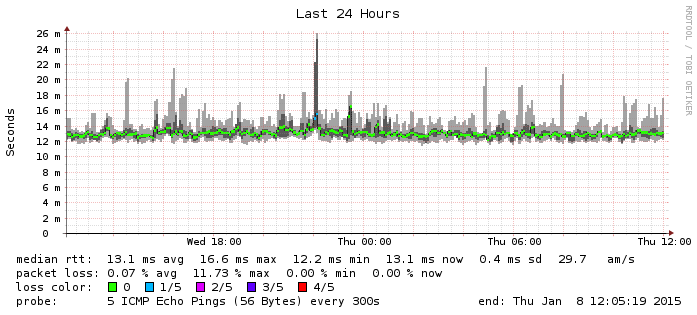 Last 24 Hours
RRDTOOL / TOBI OETIKER
Seconds
26 m
24 m
22 m
20 m
18 m
16 m
14 m
12 m
10 m
8 m
6 m
4 m
2 m
0
Wed 18:00 Thu 00:00 Thu 06:00 Thu 12:00
median rtt: 13.1 ms avg 16.6 ms max 12.2 ms min 13.1 ms now 0.4 ms sd 29.7 am/s
packet loss: 0.07 % avg 11.73 % max 0.00 % min 0.00 % now
loss color: 0 1/5 2/5 3/5 4/5
probe: 5 ICMP Echo Pings (56 Bytes) every 300s end: Thu Jan 8 12:05:19 2015